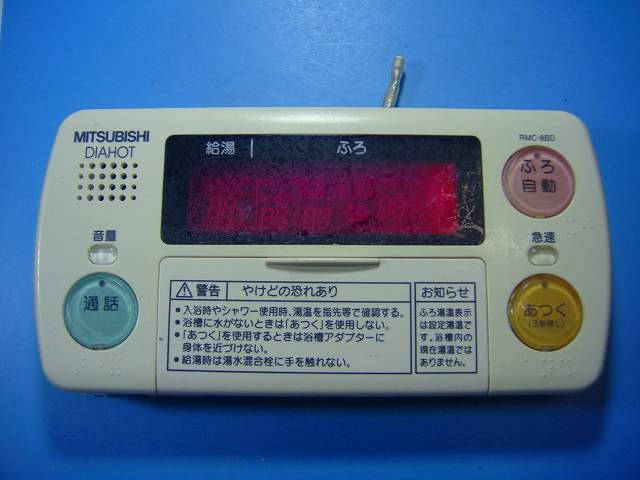 MITSUBISHI
DIAHOT
給湯 ふろ
RMC-8BD
ふろ
自動
音量
急速
通話
あつく
(3秒押し)
警告 やけどの恐れあり
●入浴時やシャワー使用時、湯温を指先等で確認する。
●浴槽に水がないときは「あつく」を使用しない。
●「あつく」を使用するときは浴槽アダプターに
身体を近づけない。
●給湯時は湯水混合栓に手を触れない。
お知らせ
ふろ湯温表示
は設定湯温で
す。浴槽内の
現在湯温では
ありません。